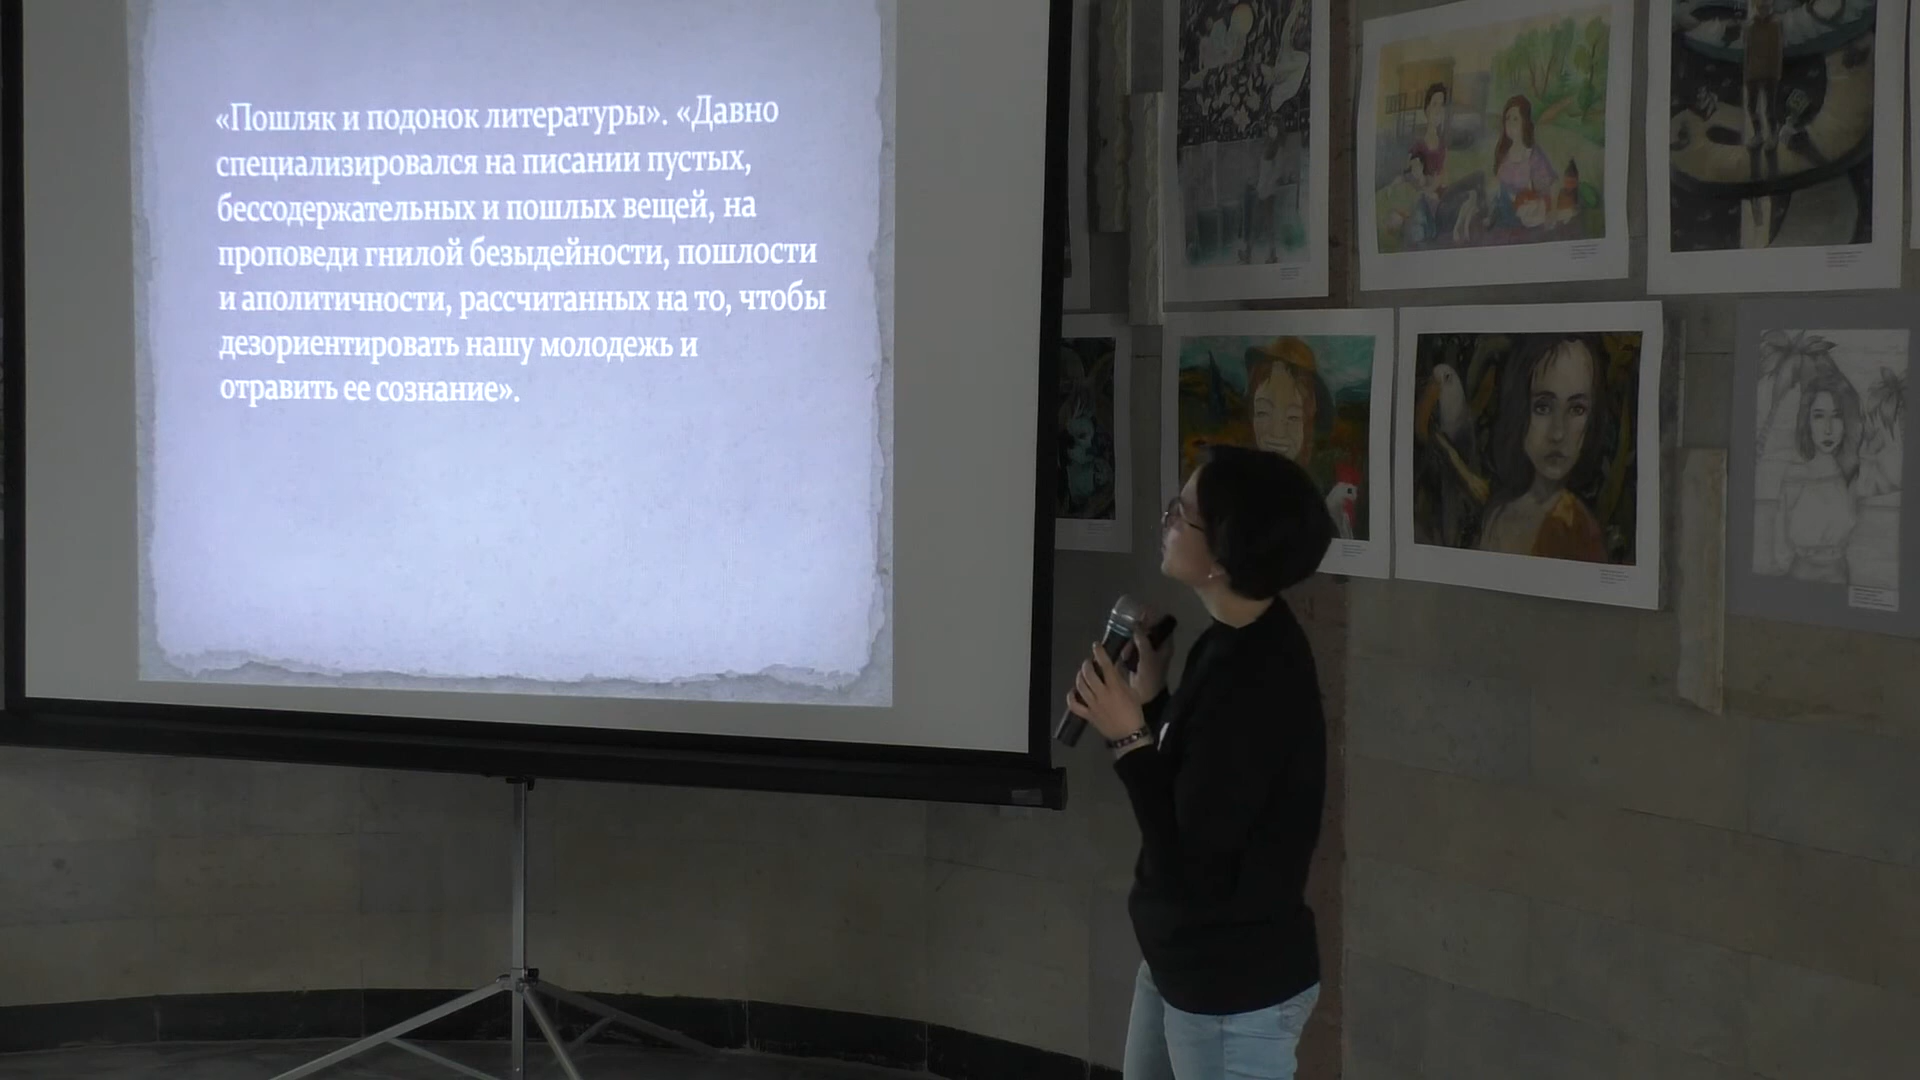 «Пошляк и подонок литературы». «Давно
специализировался на писании пустых,
бессодержательных и пошлых вещей, на
проповеди гнилой безыдейности, пошлости
и аполитичности, рассчитанных на то, чтобы
дезориентировать нашу молодежь и
отравить ее сознание».